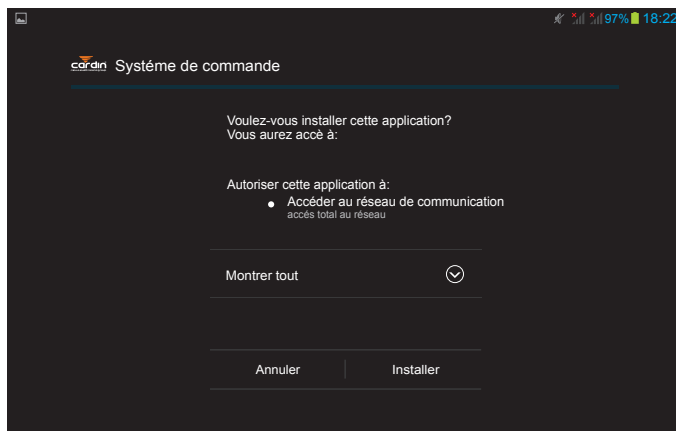 97% 18:22
cardin Systéme de commande
Voulez-vous installer cette application?
Vous aurez accè à:
Autoriser cette application à:
Accéder au réseau de communication
accés total au réseau
Montrer tout
Annuler Installer